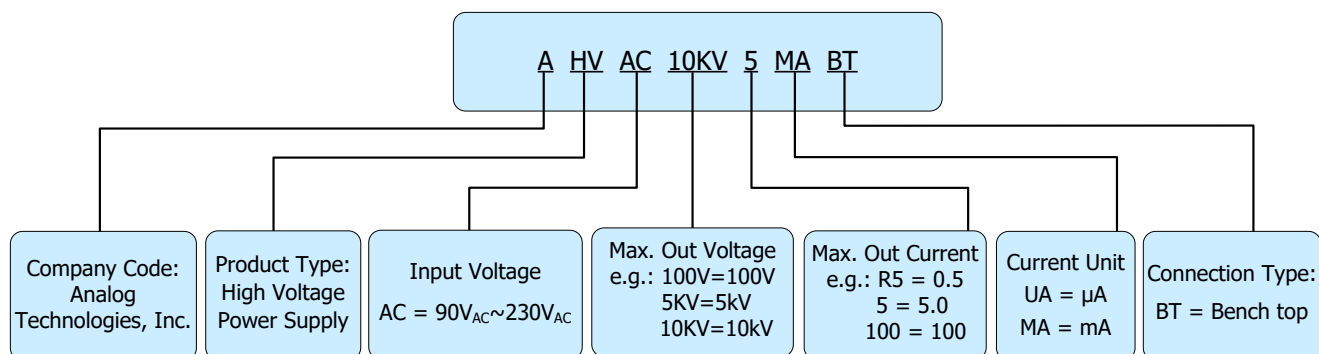 A HV AC 10KV 5 MA BT
Company Code:
Analog
Technologies, Inc.
Product Type:
High Voltage
Power Supply
Input Voltage
AC = 90VAC~230VAC
Max. Out Voltage
e.g.: 100V=100V
5KV=5kV
10KV=10kV
Max. Out Current
e.g.: R5 = 0.5
5 = 5.0
100 = 100
Current Unit
UA = µA
MA = mA
Connection Type:
BT = Bench top